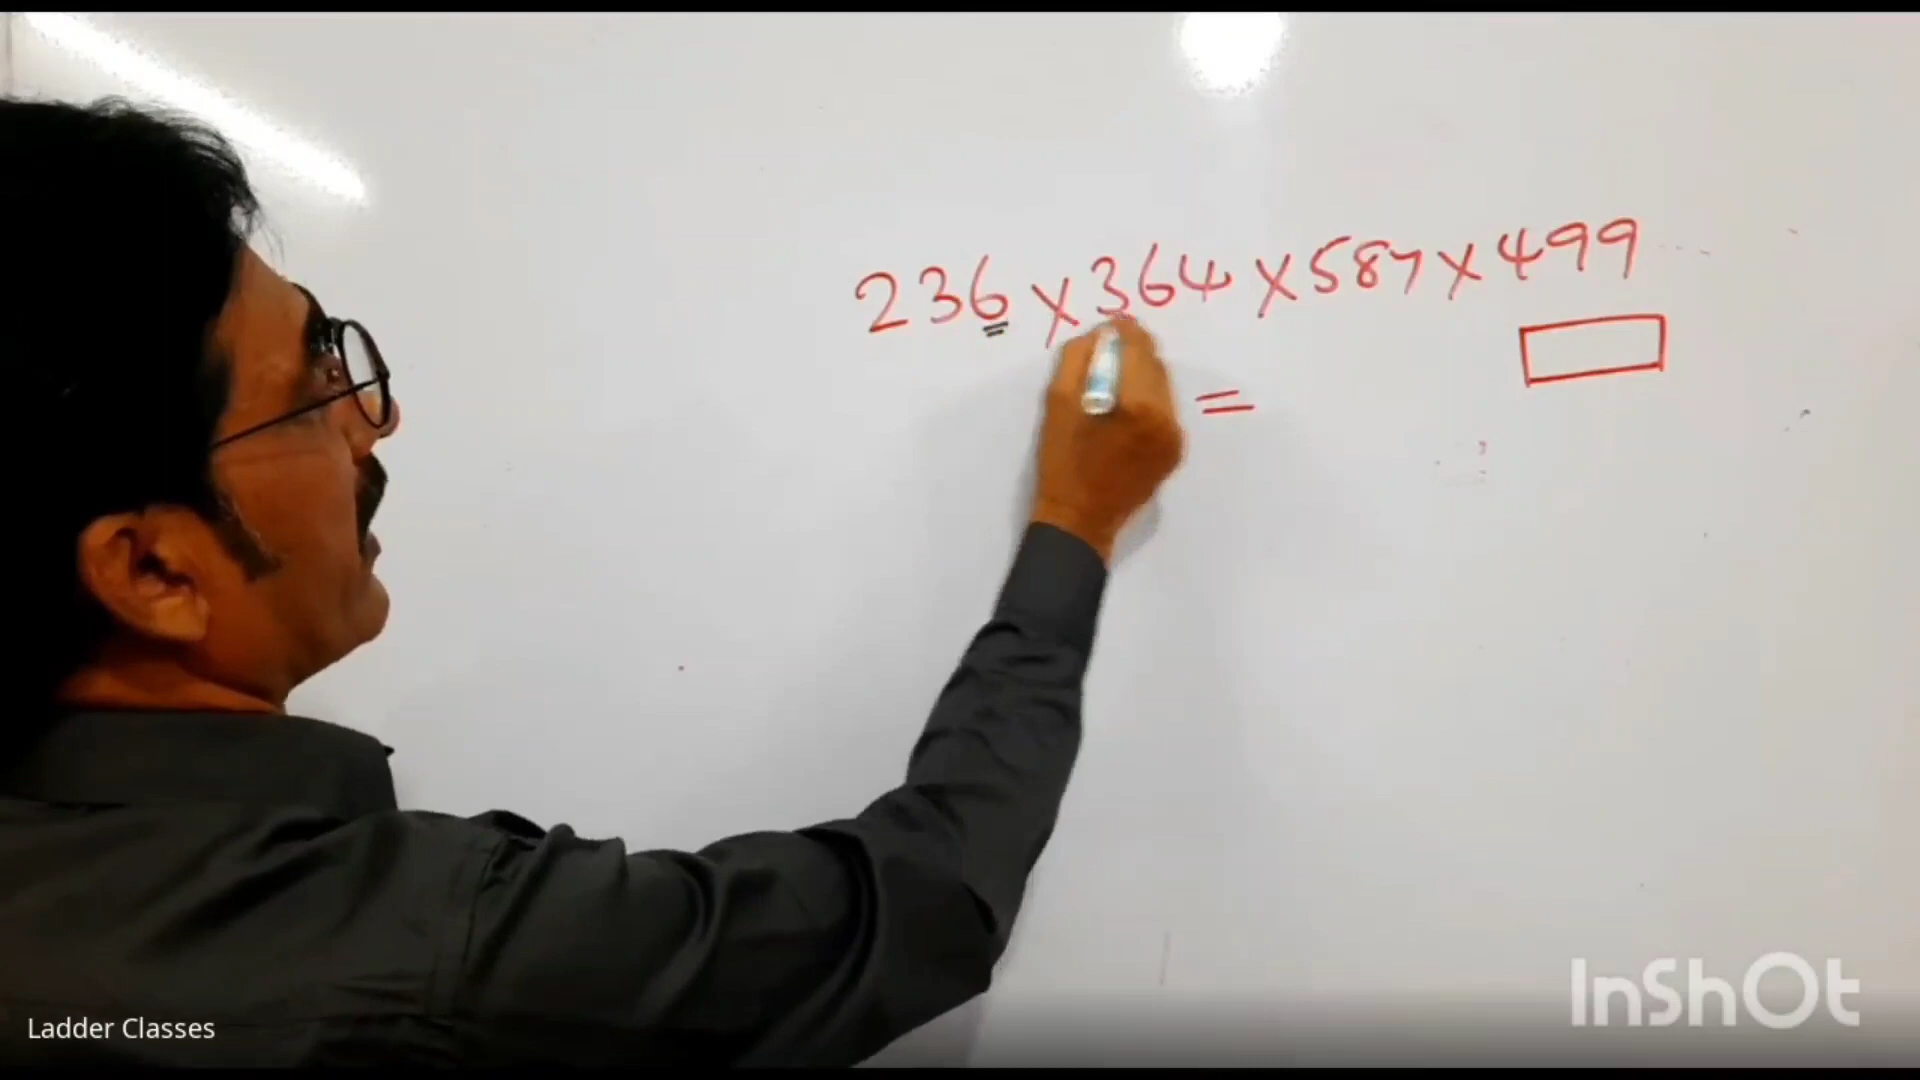 236 × 364 × 587 × 499
=
InShOt
Ladder Classes